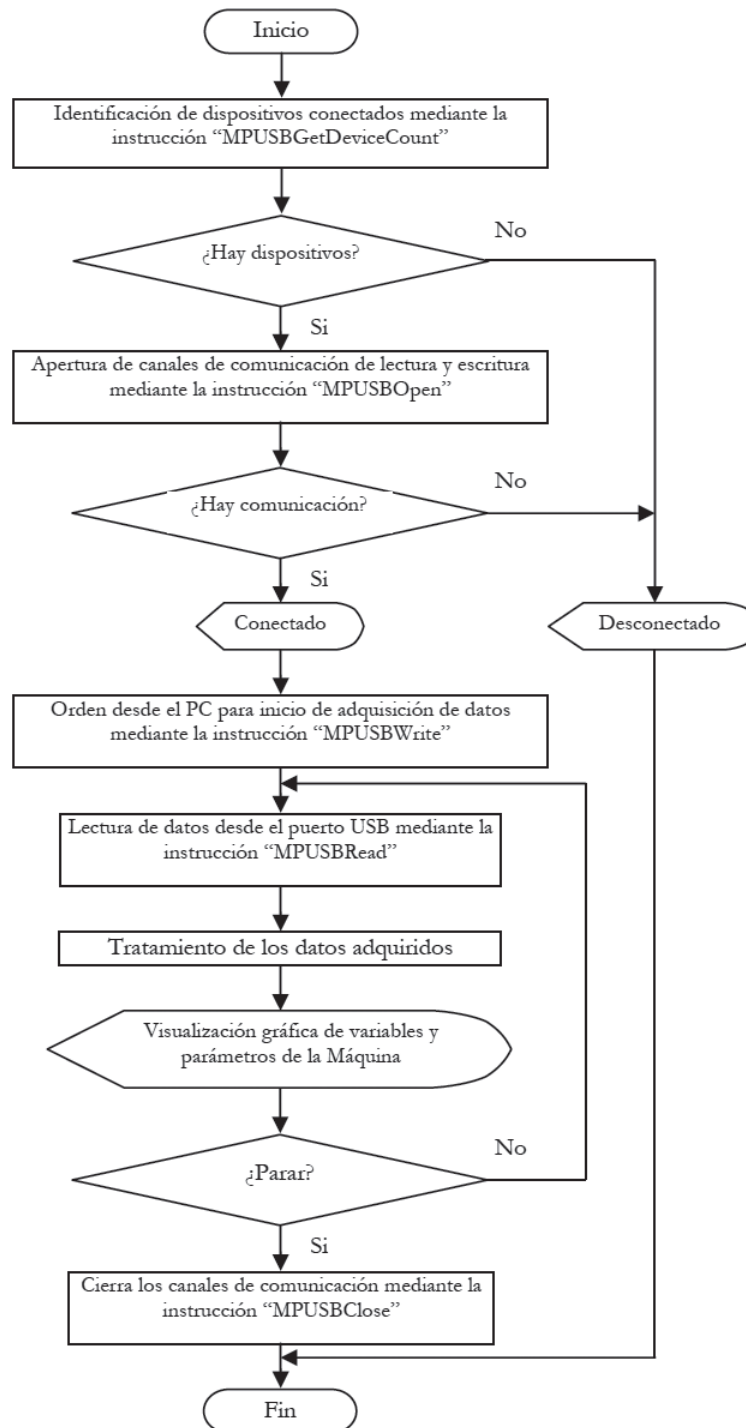 Inicio
Identificación de dispositivos conectados mediante la
instrucción “MPUSBGetDeviceCount”
No
¿Hay dispositivos?
Si
Apertura de canales de comunicación de lectura y escritura
mediante la instrucción “MPUSBOpen”
No
¿Hay comunicación?
Si
Conectado
Desconectado
Orden desde el PC para inicio de adquisición de datos
mediante la instrucción “MPUSBWrite”
Lectura de datos desde el puerto USB mediante la
instrucción “MPUSBRead”
Tratamiento de los datos adquiridos
Visualización gráfica de variables y
parámetros de la Máquina
No
¿Parar?
Si
Cierra los canales de comunicación mediante la
instrucción “MPUSBClose”
Fin